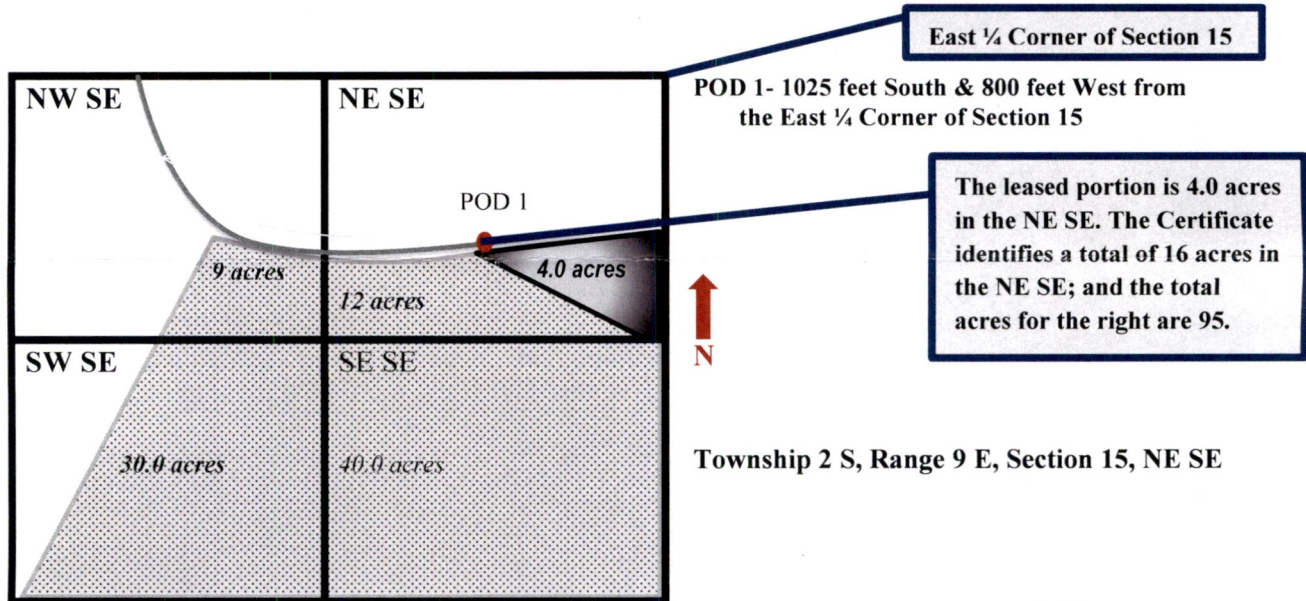 East ¼ Corner of Section 15
NW SE
NE SE
POD 1- 1025 feet South & 800 feet West from
the East ¼ Corner of Section 15
POD 1
The leased portion is 4.0 acres
in the NE SE. The Certificate
identifies a total of 16 acres in
the NE SE; and the total
acres for the right are 95.
9 acres
12 acres
4.0 acres
N
SW SE
SE SE
30.0 acres
40.0 acres
Township 2 S, Range 9 E, Section 15, NE SE